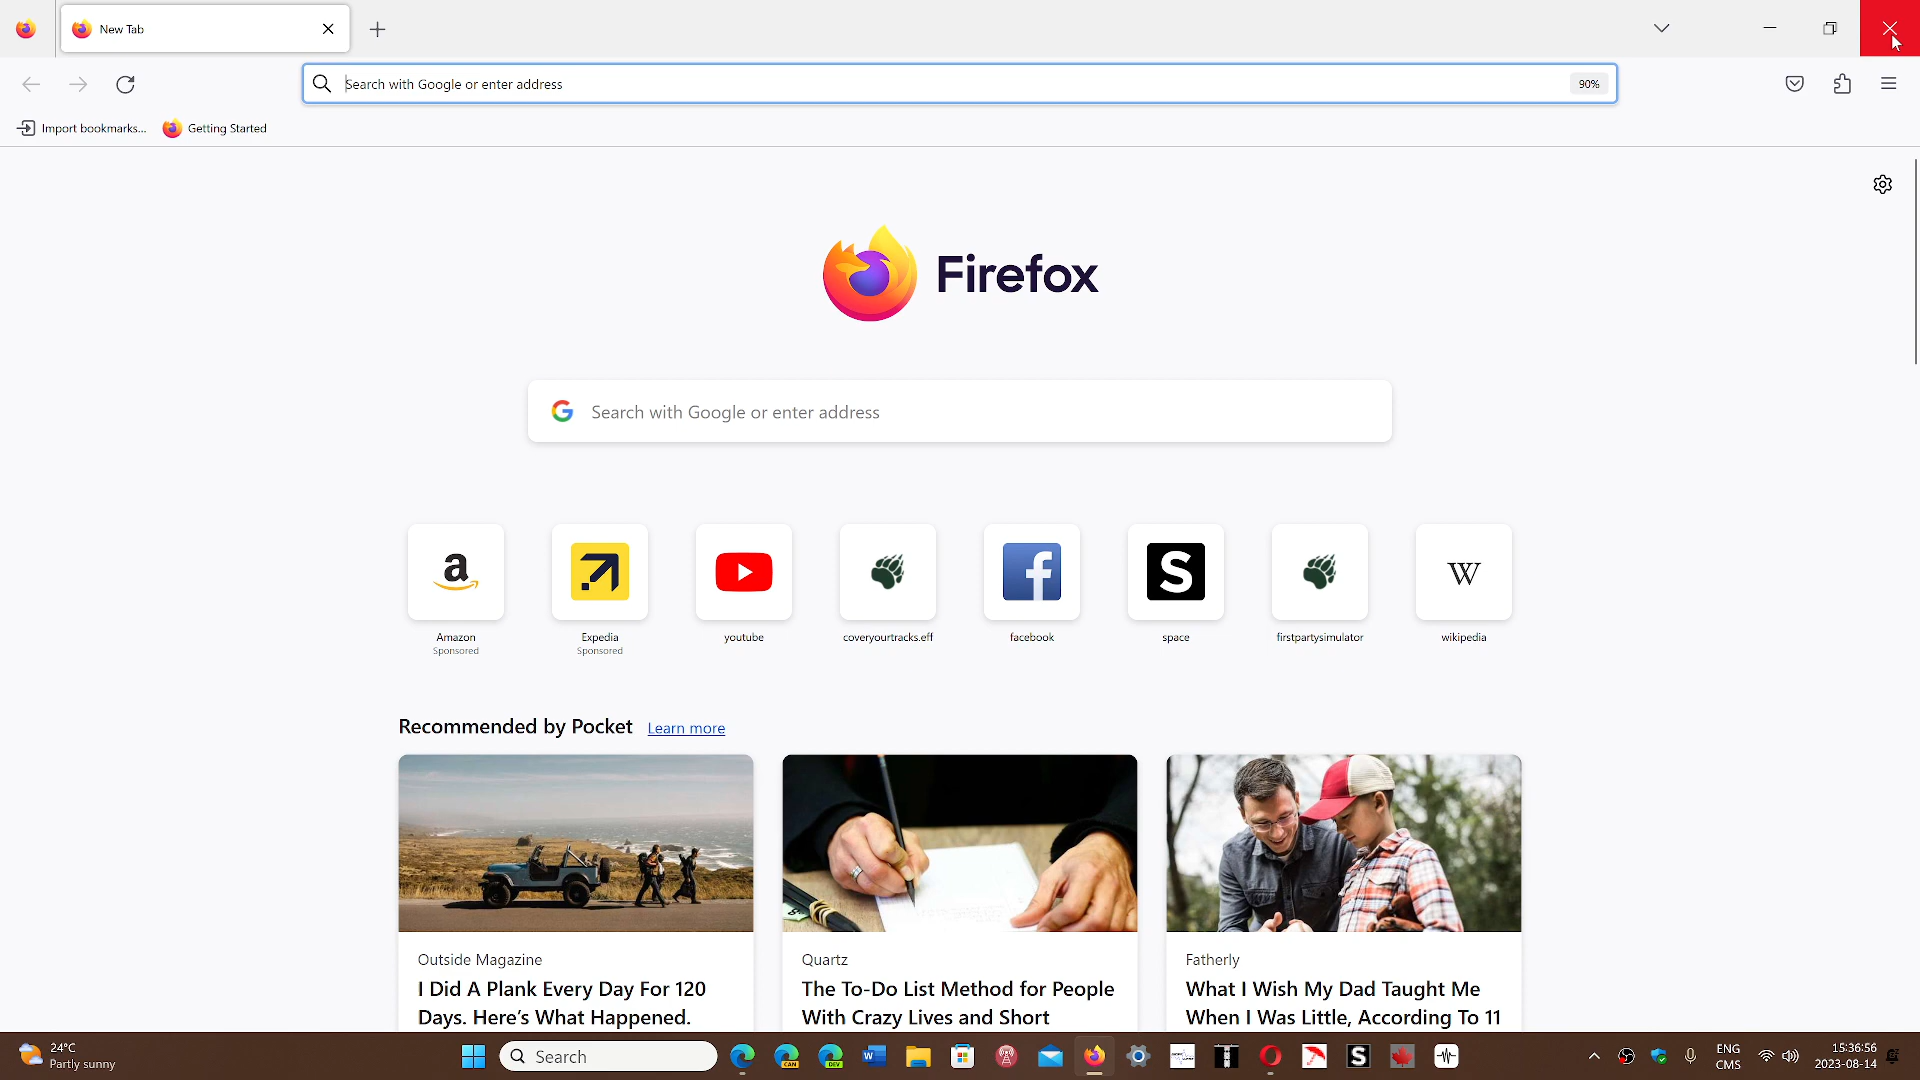 New Tab
Search with Google or enter address
90%
Import bookmarks...
Getting Started
Firefox
Search with Google or enter address
Amazon
Sponsored
Expedia
Sponsored
youtube
coveryourtracks.eff
facebook
space
firstpartysimulator
wikipedia
Recommended by Pocket Learn more
Outside Magazine
I Did A Plank Every Day For 120
Days. Here's What Happened.
Quartz
The To-Do List Method for People
With Crazy Lives and Short
Fatherly
What I Wish My Dad Taught Me
When I Was Little, According To 11
24°C
Partly sunny
Search
CAN
DEV
ENG
CMS
15:36:56
2023-08-14